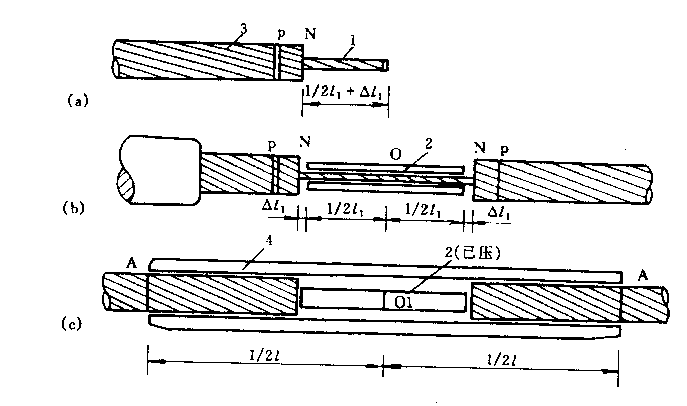 3
p
N
1
1/2l₁ + Δl₁
(a)
p
N
O
2
N
p
Δl₁
1/2l₁
1/2l₁
Δl₁
(b)
A
4
2(已压)
A
O1
(c)
1/2l
1/2l